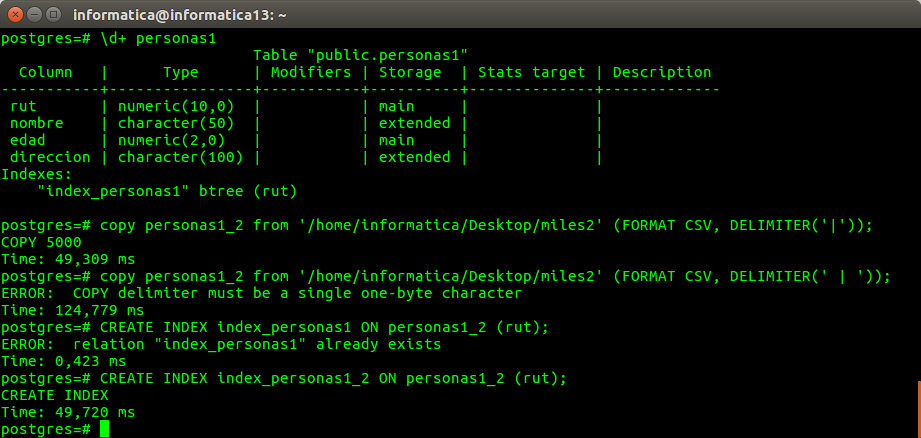 informatica@informatica13: ~
postgres=# \d+ personas1
                            Table "public.personas1"
  Column   |      Type      | Modifiers | Storage  | Stats target | Description
-----------+----------------+-----------+----------+--------------+-------------
 rut       | numeric(10,0)  |           | main     |              |
 nombre    | character(50)  |           | extended |              |
 edad      | numeric(2,0)   |           | main     |              |
 direccion | character(100) |           | extended |              |
Indexes:
    "index_personas1" btree (rut)

postgres=# copy personas1_2 from '/home/informatica/Desktop/miles2' (FORMAT CSV, DELIMITER('|'));
COPY 5000
Time: 49,309 ms
postgres=# copy personas1_2 from '/home/informatica/Desktop/miles2' (FORMAT CSV, DELIMITER(' | '));
ERROR:  COPY delimiter must be a single one-byte character
Time: 124,779 ms
postgres=# CREATE INDEX index_personas1 ON personas1_2 (rut);
ERROR:  relation "index_personas1" already exists
Time: 0,423 ms
postgres=# CREATE INDEX index_personas1_2 ON personas1_2 (rut);
CREATE INDEX
Time: 49,720 ms
postgres=#